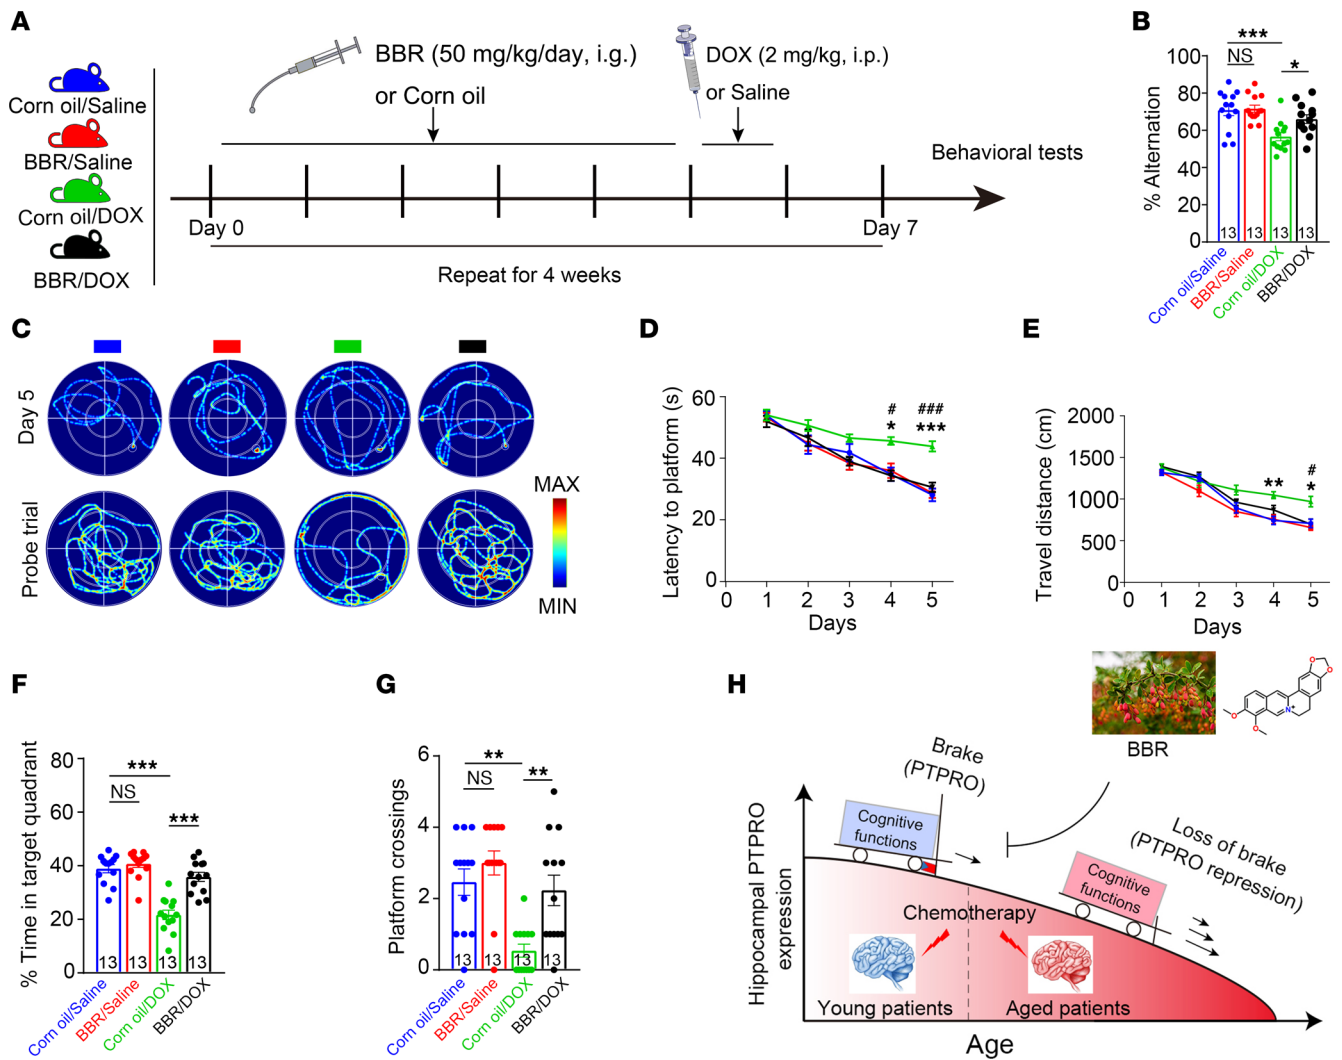 A
Corn oil/Saline
BBR/Saline
Corn oil/DOX
BBR/DOX
BBR (50 mg/kg/day, i.g.)
or Corn oil
DOX (2 mg/kg, i.p.)
or Saline
Behavioral tests
Day 0
Day 7
Repeat for 4 weeks
B
***
NS
*
100
80
60
40
20
0
% Alternation
13
13
13
13
Corn oil/Saline
BBR/Saline
Corn oil/DOX
BBR/DOX
C
Day 5
Probe trial
MAX
MIN
D
Latency to platform (s)
60
40
20
0
#
*
###
***
0 1 2 3 4 5
Days
E
Travel distance (cm)
2000
1500
1000
500
0
**
#
*
0 1 2 3 4 5
Days
F
% Time in target quadrant
80
60
40
20
0
***
NS
***
13
13
13
13
Corn oil/Saline
BBR/Saline
Corn oil/DOX
BBR/DOX
G
Platform crossings
6
4
2
0
**
NS
**
13
13
13
13
Corn oil/Saline
BBR/Saline
Corn oil/DOX
BBR/DOX
H
BBR
O
O
N+
O
O
Brake
(PTPRO)
Cognitive
functions
Loss of brake
(PTPRO repression)
Cognitive
functions
Hippocampal PTPRO
expression
Chemotherapy
Young patients
Aged patients
Age